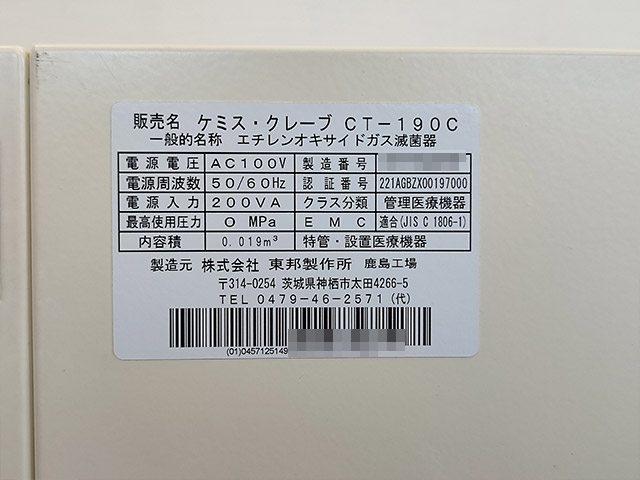 販売名 ケミス・クレーブ CT-190C
一般的名称 エチレンオキサイドガス滅菌器
電源電圧 AC100V 製造番号
電源周波数 50/60Hz 認証番号 221AGBZX00197000
電源入力 200VA クラス分類 管理医療機器
最高使用圧力 0 MPa EMC 適合(JIS C 1806-1)
内容積 0.019m³ 特管・設置医療機器
製造元 株式会社 東邦製作所 鹿島工場
〒314-0254 茨城県神栖市太田4266-5
TEL 0479-46-2571(代)
(01)0457125149